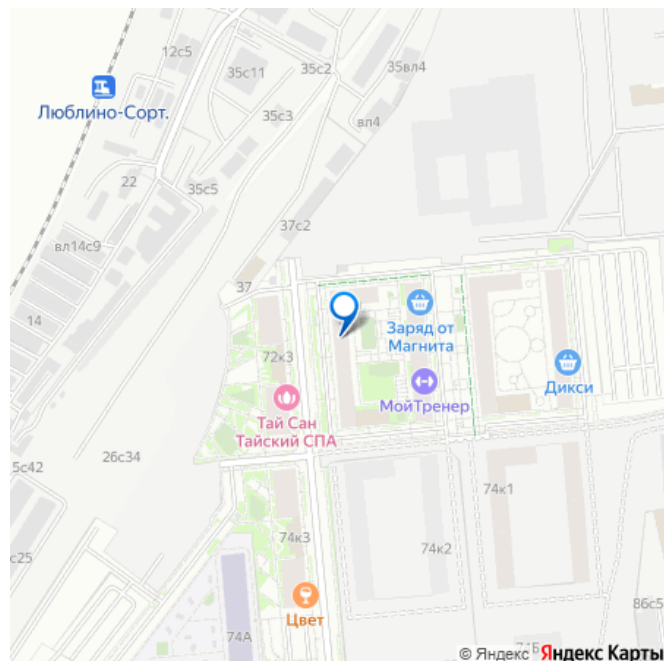 12с5
35с11
35с2
35вл4
Люблино-Сорт.
35с3
вл4
22
35с5
37с2
вл14с9
37
14
Заряд от
Магнита
72к3
МойТренер
Дикси
Тай Сан
Тайский СПА
5с42
26с34
74к1
74к3
74к2
с25
Цвет
86с5
74А
74Б
© Яндекс Яндекс Карты